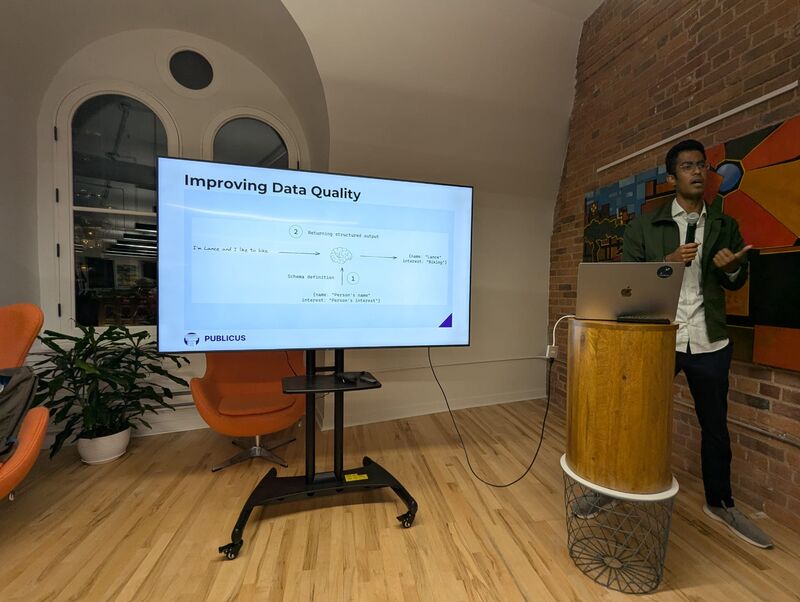 Improving Data Quality
2 Returning structured output
I'm Lance and I like to bike.
{name: "Lance"
interest: "Biking"}
Schema definition
1
{name: "Person's name"
interest: "Person's interest"}
PUBLICUS